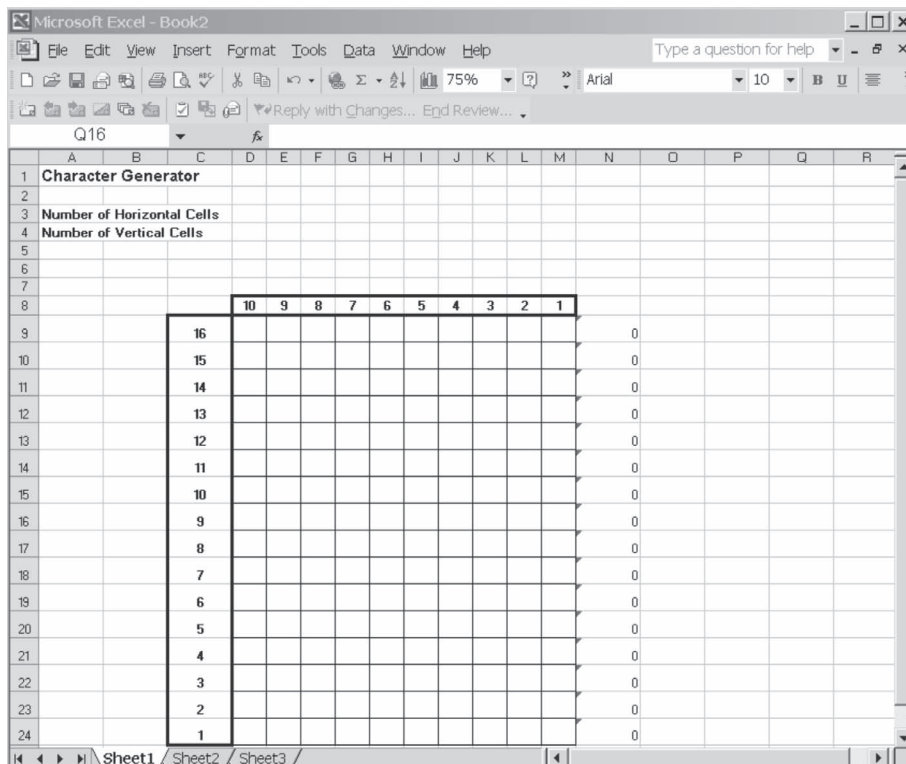 Microsoft Excel - Book2
File Edit View Insert Format Tools Data Window Help Type a question for help
75% Arial 10 B U
Reply with Changes... End Review...
Q16 fx
A B C D E F G H I J K L M N O P Q R
1 Character Generator
2
3 Number of Horizontal Cells
4 Number of Vertical Cells
5
6
7
8 10 9 8 7 6 5 4 3 2 1
9 16 0
10 15 0
11 14 0
12 13 0
13 12 0
14 11 0
15 10 0
16 9 0
17 8 0
18 7 0
19 6 0
20 5 0
21 4 0
22 3 0
23 2 0
24 1 0
Sheet1 / Sheet2 / Sheet3 /